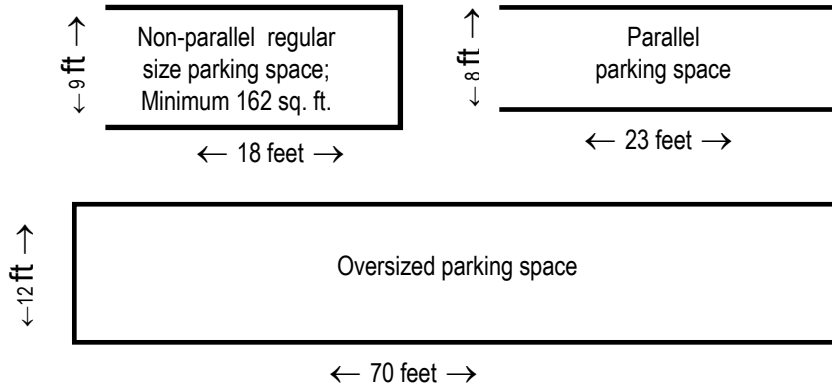 ← 9 ft →
Non-parallel regular
size parking space;
Minimum 162 sq. ft.
← 18 feet →
← 8 ft →
Parallel
parking space
← 23 feet →
←12 ft →
Oversized parking space
← 70 feet →